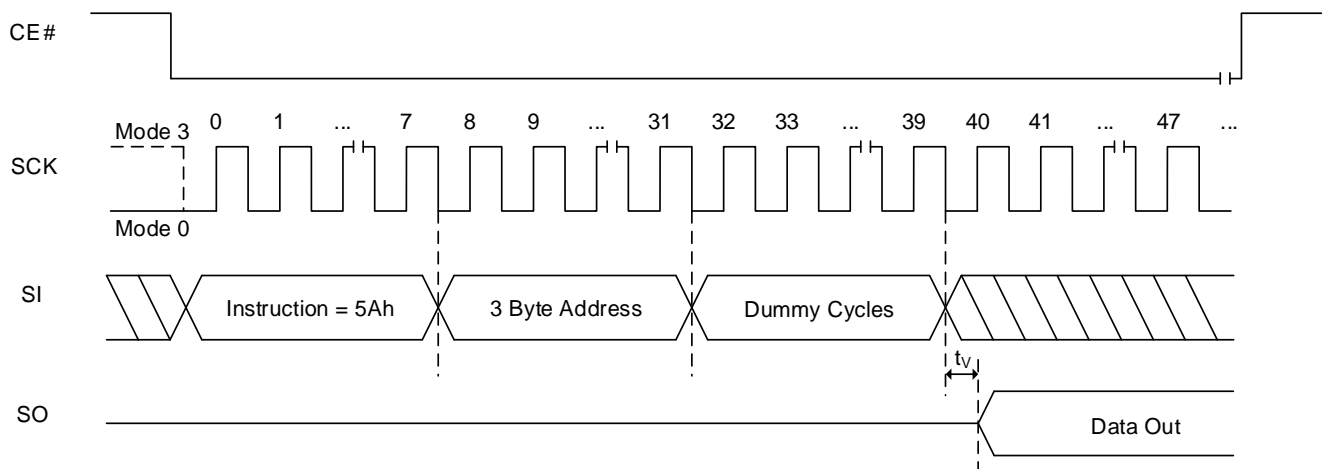 CE#
0 1 ... 7 8 9 ... 31 32 33 ... 39 40 41 ... 47 ...
Mode 3
SCK
Mode 0
SI
Instruction = 5Ah
3 Byte Address
Dummy Cycles
tV
SO
Data Out